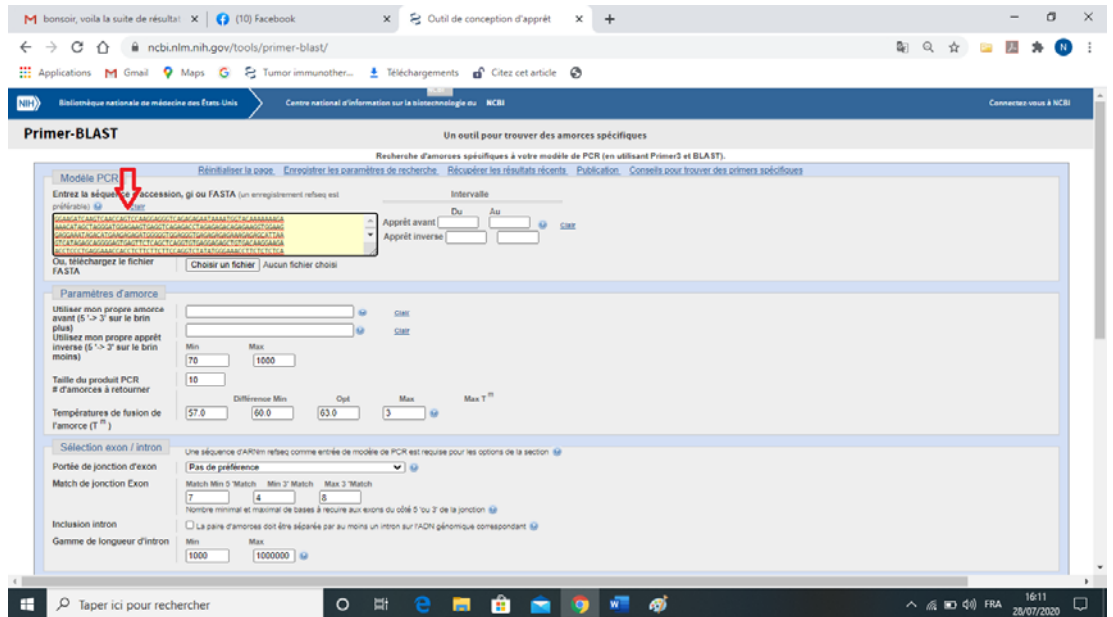 bonsoir, voila la suite de résultat
(10) Facebook
Outil de conception d'apprêt
ncbi.nlm.nih.gov/tools/primer-blast/
N
Applications Gmail Maps Tumor immunother... Téléchargements Citez cet article
NIH Bibliothèque nationale de médecine des États-Unis Centre national d'information sur la biotechnologie du NCBI Connectez-vous à NCBI
Primer-BLAST Un outil pour trouver des amorces spécifiques
Recherche d'amorces spécifiques à votre modèle de PCR (en utilisant Primer3 et BLAST).
Réinitialiser la page Enregistrer les paramètres de recherche Récupérer les résultats récents Publication Conseils pour trouver des primers spécifiques
Modèle PCR
Entrez la séquence d'accession, gi ou FASTA (un enregistrement refseq est préférable) Clair
Intervalle
Du Au
Apprêt avant Clair
Apprêt inverse
Ou, téléchargez le fichier FASTA
Choisir un fichier Aucun fichier choisi
Paramètres d'amorce
Utiliser mon propre amorce avant (5 '-> 3' sur le brin plus) Clair
Utilisez mon propre apprêt inverse (5 '-> 3' sur le brin moins) Clair
Min Max
70 1000
Taille du produit PCR
10
# d'amorces à retourner
Différence Min Opt Max Max T m
Températures de fusion de l'amorce (T m )
57.0 60.0 63.0 3
Sélection exon / intron
Une séquence d'ARNm refseq comme entrée de modèle de PCR est requise pour les options de la section
Portée de jonction d'exon Pas de préférence
Match de jonction Exon Match Min 5 'Match Min 3' Match Max 3 'Match
7 4 8
Nombre minimal et maximal de bases à recuire aux exons du côté 5 'ou 3' de la jonction
Inclusion intron La paire d'amorces doit être séparée par au moins un intron sur l'ADN génomique correspondant
Gamme de longueur d'intron Min Max
1000 1000000
Taper ici pour rechercher
FRA
16:11
28/07/2020